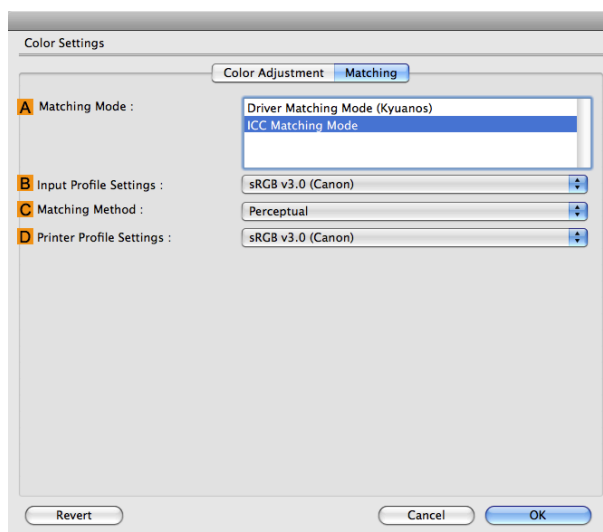 Color Settings
Color Adjustment Matching
A Matching Mode :
Driver Matching Mode (Kyuanos)
ICC Matching Mode
B Input Profile Settings : sRGB v3.0 (Canon)
C Matching Method : Perceptual
D Printer Profile Settings : sRGB v3.0 (Canon)
Revert Cancel OK